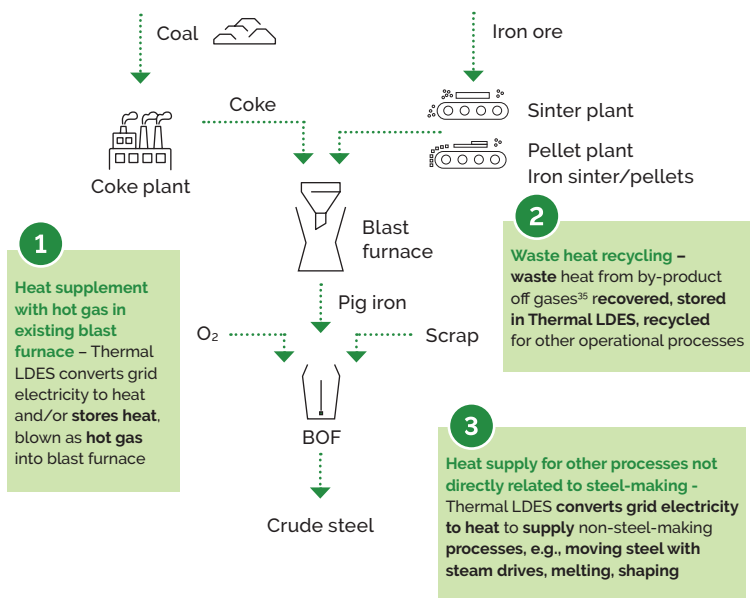 Coal
Iron ore
Coke
Sinter plant
Coke plant
Pellet plant
Iron sinter/pellets
Blast
furnace
1
Heat supplement
with hot gas in
existing blast
furnace – Thermal
LDES converts grid
electricity to heat
and/or stores heat,
blown as hot gas
into blast furnace
2
Waste heat recycling –
waste heat from by-product
off gases³⁵ recovered, stored
in Thermal LDES, recycled
for other operational processes
Pig iron
O₂
Scrap
BOF
Crude steel
3
Heat supply for other processes not
directly related to steel-making -
Thermal LDES converts grid electricity
to heat to supply non-steel-making
processes, e.g., moving steel with
steam drives, melting, shaping